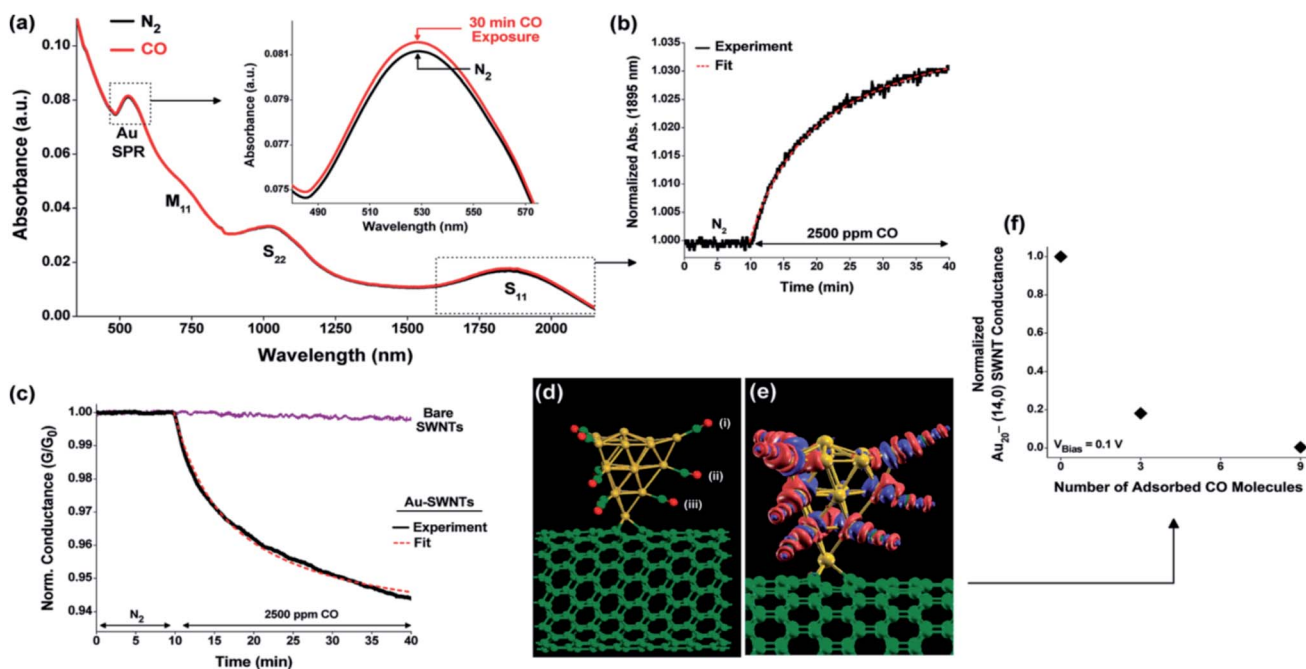 (a)
N2
CO
0.10
0.08
0.06
0.04
0.02
0.00
Absorbance (a.u.)
Au
SPR
M11
S22
S11
500
750
1000
1250
1500
1750
2000
Wavelength (nm)
30 min CO
Exposure
N2
0.081
0.079
0.077
0.075
Absorbance (a.u.)
490
510
530
550
570
Wavelength (nm)
(b)
Experiment
Fit
1.030
1.025
1.020
1.015
1.010
1.005
1.000
Normalized Abs. (1895 nm)
N2
2500 ppm CO
0
5
10
15
20
25
30
35
40
Time (min)
(c)
1.00
0.99
0.98
0.97
0.96
0.95
0.94
Norm. Conductance (G/G0)
Bare
SWNTs
Au-SWNTs
Experiment
Fit
N2
2500 ppm CO
0
5
10
15
20
25
30
35
40
Time (min)
(d)
(i)
(ii)
(iii)
(e)
(f)
1.0
0.8
0.6
0.4
0.2
0.0
Normalized
Au20– (14,0) SWNT Conductance
VBias = 0.1 V
0
3
6
9
Number of Adsorbed CO Molecules